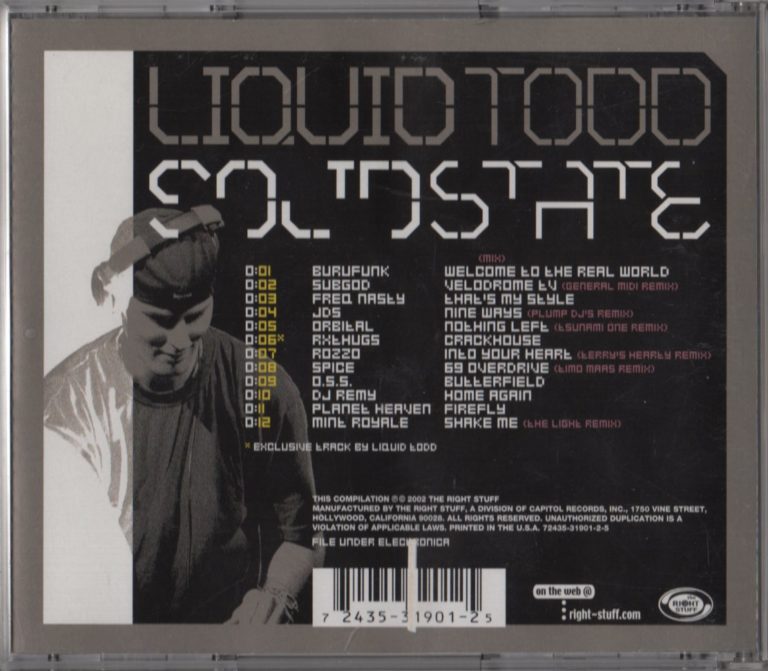 LIQUID TODD
SOLIDSTATE
(MIX)
0:01 BURUFUNK WELCOME TO THE REAL WORLD
0:02 SUBGOD VELODROME TV (GENERAL MIDI REMIX)
0:03 FREQ NASTY THAT'S MY STYLE
0:04 JDS NINE WAYS (PLUMP DJ'S REMIX)
0:05 ORBITAL NOTHING LEFT (TSUNAMI ONE REMIX)
0:06* RXTHUGS CRACKHOUSE
0:07 ROZZO INTO YOUR HEART (TERRY'S HEARTY REMIX)
0:08 SPICE 69 OVERDRIVE (TIMO MAAS REMIX)
0:09 O.S.S. BUTTERFIELD
0:10 DJ REMY HOME AGAIN
0:11 PLANET HEAVEN FIREFLY
0:12 MINT ROYALE SHAKE ME (THE LIGHT REMIX)
* EXCLUSIVE TRACK BY LIQUID TODD
THIS COMPILATION ℗© 2002 THE RIGHT STUFF
MANUFACTURED BY THE RIGHT STUFF, A DIVISION OF CAPITOL RECORDS, INC., 1750 VINE STREET,
HOLLYWOOD, CALIFORNIA 90028. ALL RIGHTS RESERVED. UNAUTHORIZED DUPLICATION IS A
VIOLATION OF APPLICABLE LAWS. PRINTED IN THE U.S.A. 72435-31901-2-5
FILE UNDER ELECTRONICA
7 2435-31901-2 5
on the web @
right-stuff.com
the RIGHT STUFF